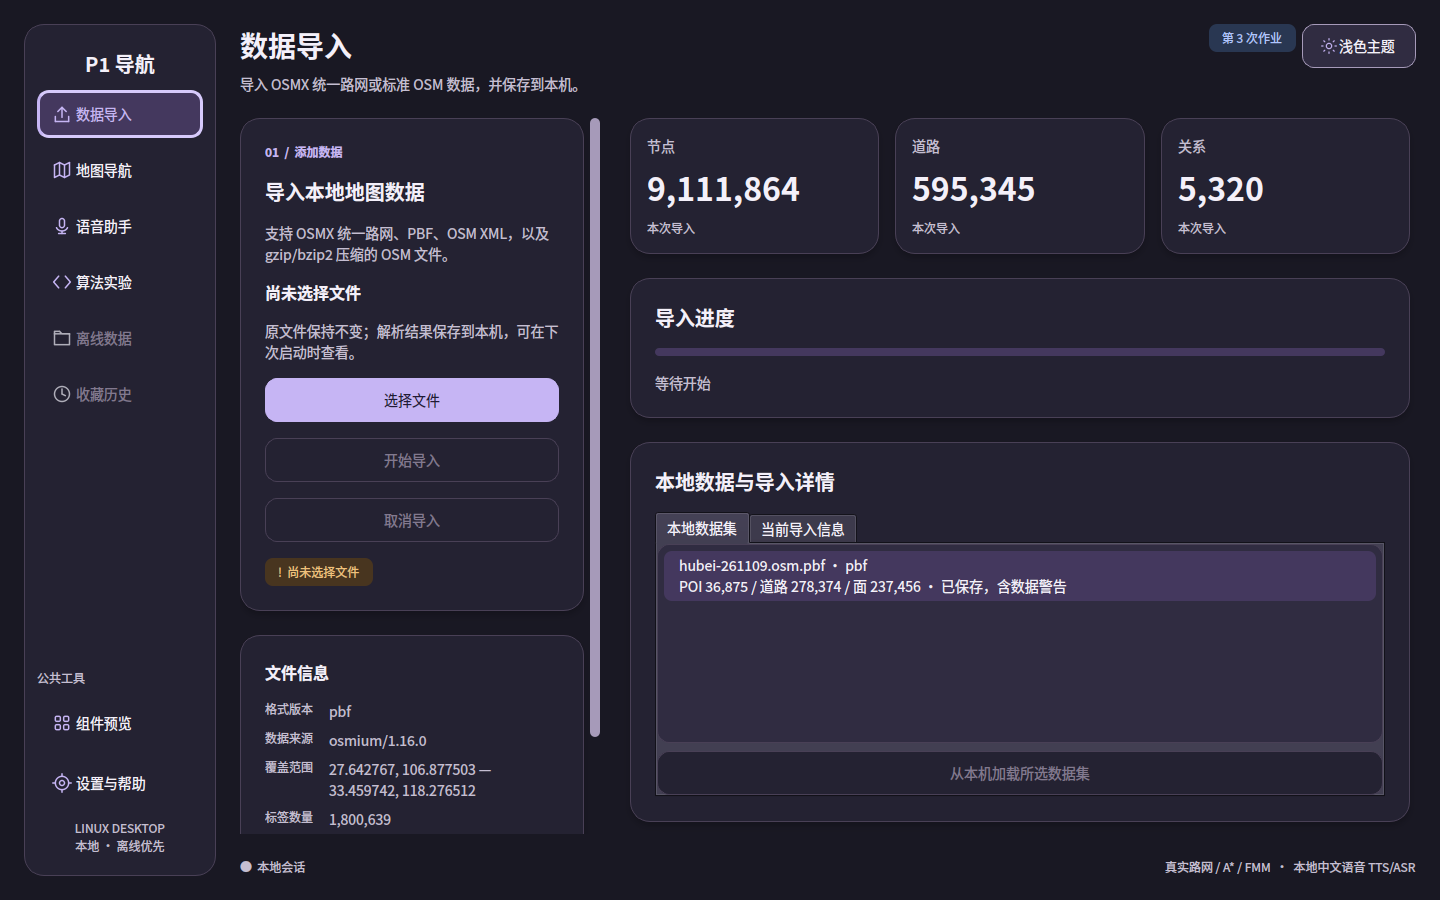 P1 导航
数据导入
地图导航
语音助手
算法实验
离线数据
收藏历史
公共工具
组件预览
设置与帮助
LINUX DESKTOP
本地 · 离线优先
数据导入
导入 OSMX 统一路网或标准 OSM 数据，并保存到本机。
第 3 次作业
浅色主题
01 / 添加数据
导入本地地图数据
支持 OSMX 统一路网、PBF、OSM XML，以及
gzip/bzip2 压缩的 OSM 文件。
尚未选择文件
原文件保持不变；解析结果保存到本机，可在下
次启动时查看。
选择文件
开始导入
取消导入
! 尚未选择文件
文件信息
格式版本 pbf
数据来源 osmium/1.16.0
覆盖范围 27.642767, 106.877503 —
33.459742, 118.276512
标签数量 1,800,639
节点
9,111,864
本次导入
道路
595,345
本次导入
关系
5,320
本次导入
导入进度
等待开始
本地数据与导入详情
本地数据集 当前导入信息
hubei-261109.osm.pbf · pbf
POI 36,875 / 道路 278,374 / 面 237,456 · 已保存，含数据警告
从本机加载所选数据集
本地会话
真实路网 / A* / FMM · 本地中文语音 TTS/ASR